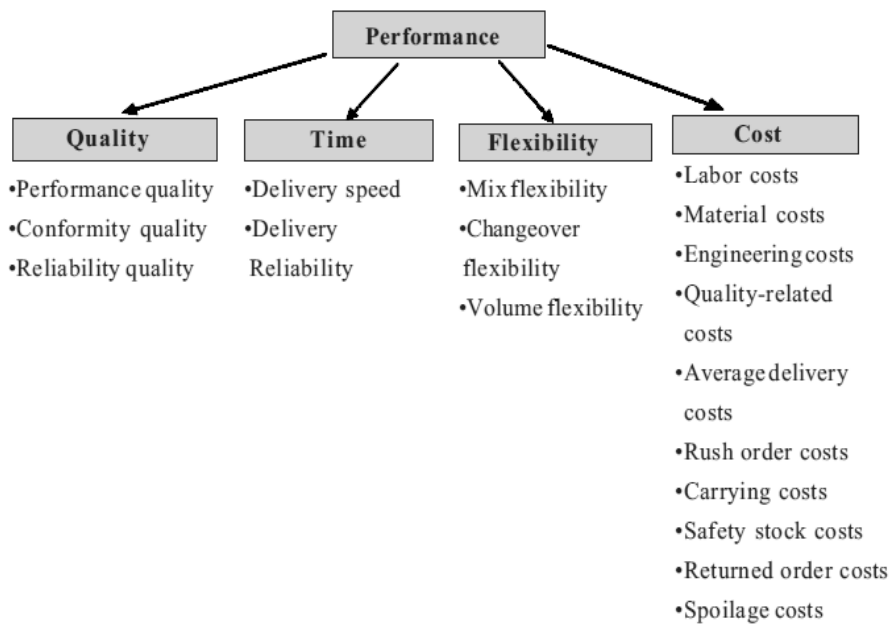 Performance
Quality
•Performance quality
•Conformity quality
•Reliability quality
Time
•Delivery speed
•Delivery
Reliability
Flexibility
•Mix flexibility
•Changeover
flexibility
•Volume flexibility
Cost
•Labor costs
•Material costs
•Engineering costs
•Quality-related
costs
•Average delivery
costs
•Rush order costs
•Carrying costs
•Safety stock costs
•Returned order costs
•Spoilage costs